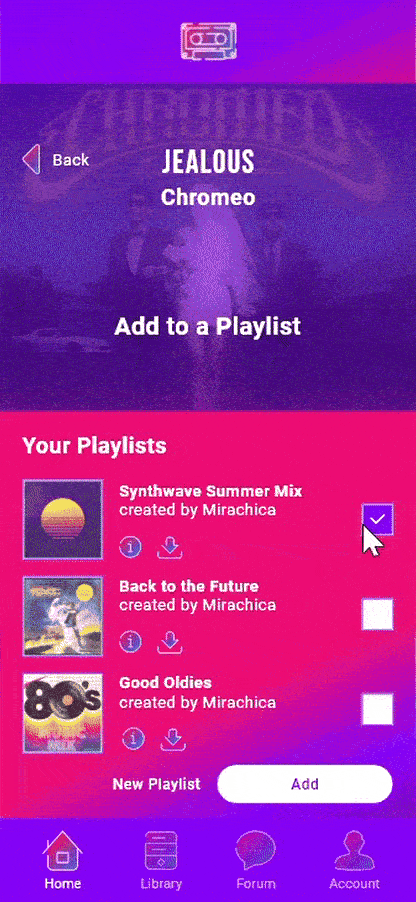 CHROMEO
Back
JEALOUS
Chromeo
Add to a Playlist
Your Playlists
Synthwave Summer Mix
created by Mirachica
Back to the Future
created by Mirachica
Good Oldies
created by Mirachica
80's
New Playlist
Add
Home
Library
Forum
Account